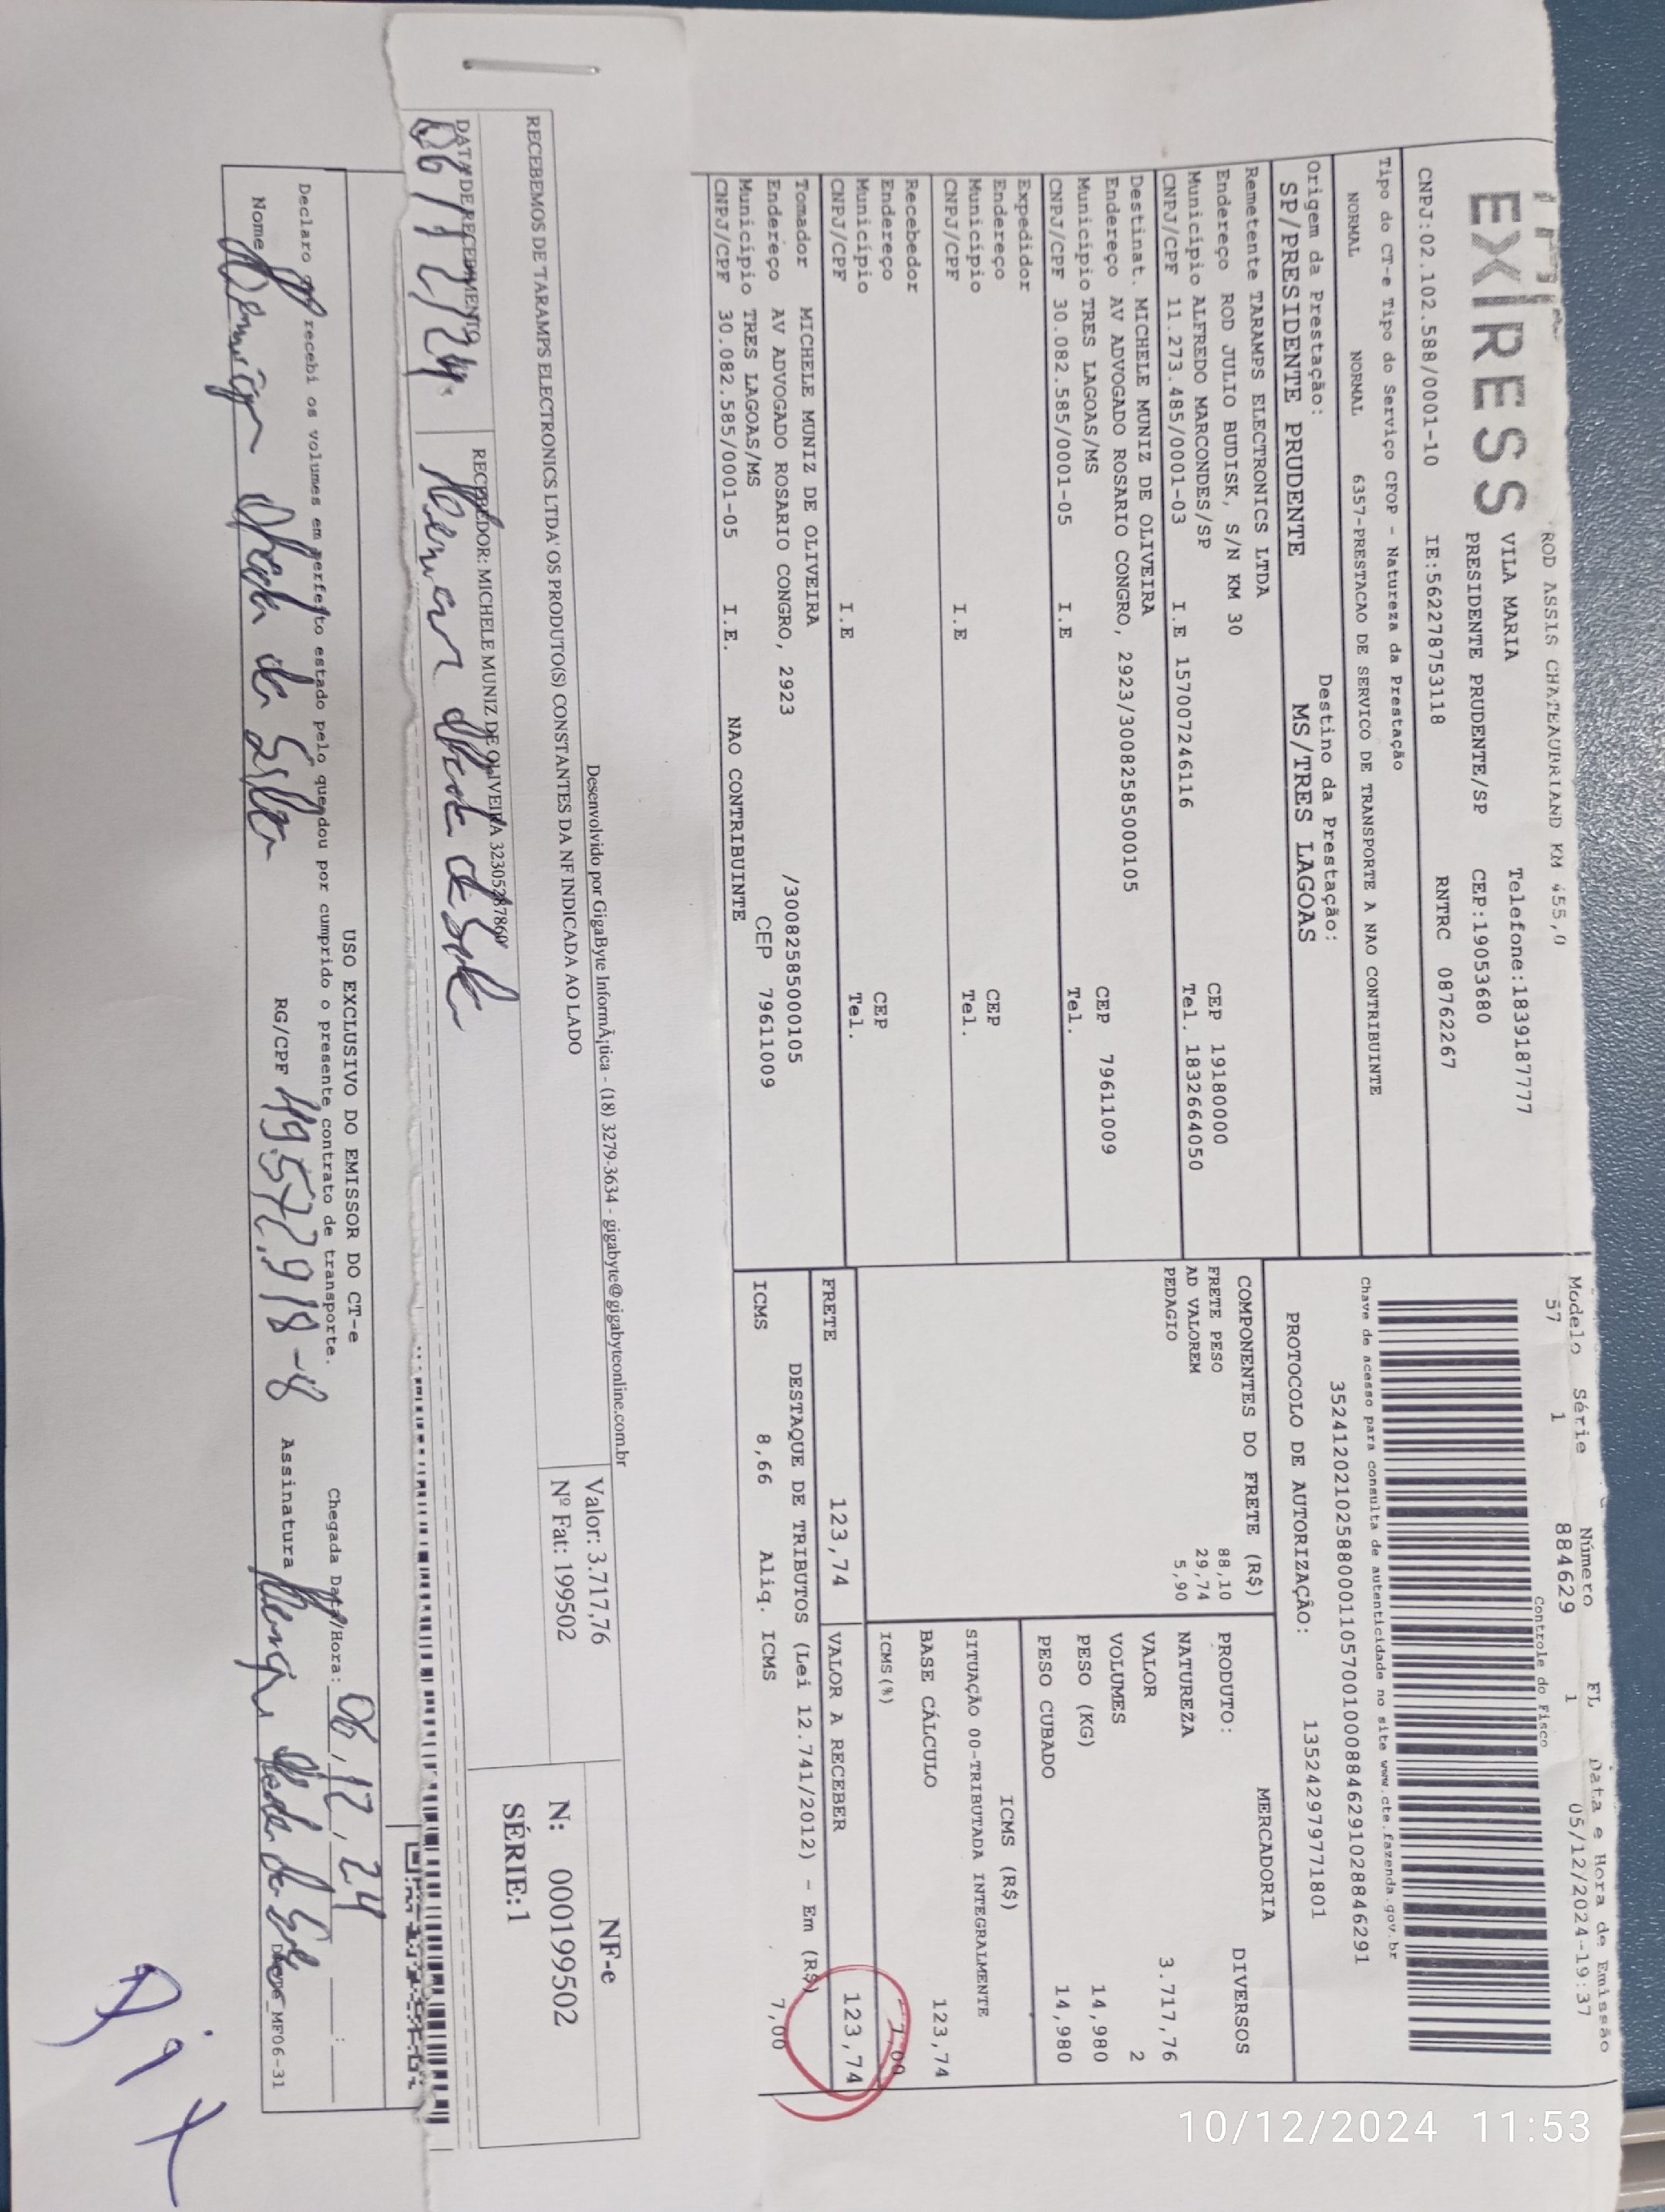 EXPRESS
ROD ASSIS CHATEAUBRIAND KM 455,0
VILA MARIA Telefone:1839187777
PRESIDENTE PRUDENTE/SP CEP:19053680
CNPJ:02.102.588/0001-10 IE:562278753118 RNTRC 08762267
Modelo Série Número FL Data e Hora de Emissão
57 1 884629 1 05/12/2024-19:37
Controle do Fisco
Tipo do CT-e Tipo do Serviço CFOP - Natureza da Prestação
NORMAL NORMAL 6357-PRESTACAO DE SERVICO DE TRANSPORTE A NAO CONTRIBUINTE
Chave de acesso para consulta de autenticidade no site www.cte.fazenda.gov.br
35241202102588000110570010008846291028846291
Origem da Prestação: Destino da Prestação:
SP/PRESIDENTE PRUDENTE MS/TRES LAGOAS
PROTOCOLO DE AUTORIZAÇÃO: 135242979771801
Remetente TARAMPS ELECTRONICS LTDA
Endereço ROD JULIO BUDISK, S/N KM 30 CEP 19180000
Município ALFREDO MARCONDES/SP Tel. 1832664050
CNPJ/CPF 11.273.485/0001-03 I.E 157007246116
Destinat. MICHELE MUNIZ DE OLIVEIRA
Endereço AV ADVOGADO ROSARIO CONGRO, 2923/30082585000105 CEP 79611009
Município TRES LAGOAS/MS Tel.
CNPJ/CPF 30.082.585/0001-05 I.E
Expedidor
Endereço CEP
Município Tel.
CNPJ/CPF I.E
Recebedor
Endereço CEP
Município Tel.
CNPJ/CPF I.E
Tomador MICHELE MUNIZ DE OLIVEIRA /30082585000105
Endereço AV ADVOGADO ROSARIO CONGRO, 2923 CEP 79611009
Município TRES LAGOAS/MS
CNPJ/CPF 30.082.585/0001-05 I.E. NAO CONTRIBUINTE
COMPONENTES DO FRETE (R$)
FRETE PESO 88,10
AD VALOREM 29,74
PEDAGIO 5,90
MERCADORIA
PRODUTO: DIVERSOS
NATUREZA
VALOR 3.717,76
VOLUMES 2
PESO (KG) 14,980
PESO CUBADO 14,980
ICMS (R$)
SITUAÇÃO 00-TRIBUTADA INTEGRALMENTE
BASE CÁLCULO 123,74
ICMS(%) 7,00
FRETE 123,74 VALOR A RECEBER 123,74
DESTAQUE DE TRIBUTOS (Lei 12.741/2012) - Em (R$)
ICMS 8,66 Aliq. ICMS 7,00
Desenvolvido por GigaByte InformÃ¡tica - (18) 3279-3634 - gigabyte@gigabyteonline.com.br
RECEBEMOS DE 'TARAMPS ELECTRONICS LTDA' OS PRODUTO(S) CONSTANTES DA NF INDICADA AO LADO
Valor: 3.717,76
Nº Fat: 199502
NF-e
N: 000199502
SÉRIE:1
DATA DE RECEBIMENTO RECEBEDOR: MICHELE MUNIZ DE OLIVEIRA 32305287860
06/12/24
USO EXCLUSIVO DO EMISSOR DO CT-e
Declaro que recebi os volumes em perfeito estado pelo que dou por cumprido o presente contrato de transporte. Chegada Data/Hora: 06,12,24 :
Nome da Silva RG/CPF 49.572.918-8 Assinatura
MF06-31
10/12/2024 11:53